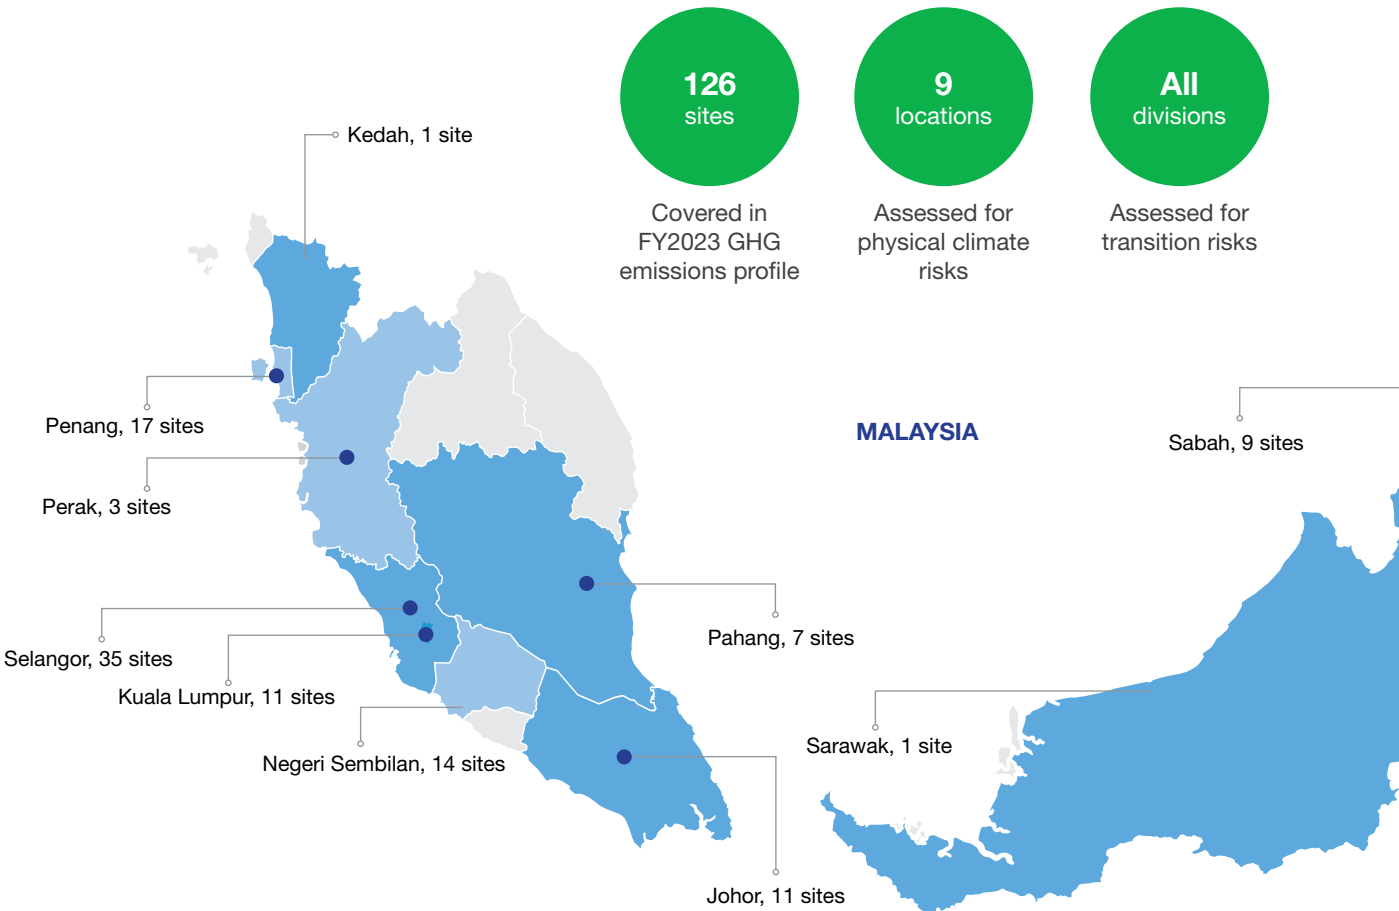 126
sites
9
locations
All
divisions
Covered in
FY2023 GHG
emissions profile
Assessed for
physical climate
risks
Assessed for
transition risks
Kedah, 1 site
Penang, 17 sites
MALAYSIA
Sabah, 9 sites
Perak, 3 sites
Pahang, 7 sites
Selangor, 35 sites
Kuala Lumpur, 11 sites
Sarawak, 1 site
Negeri Sembilan, 14 sites
Johor, 11 sites